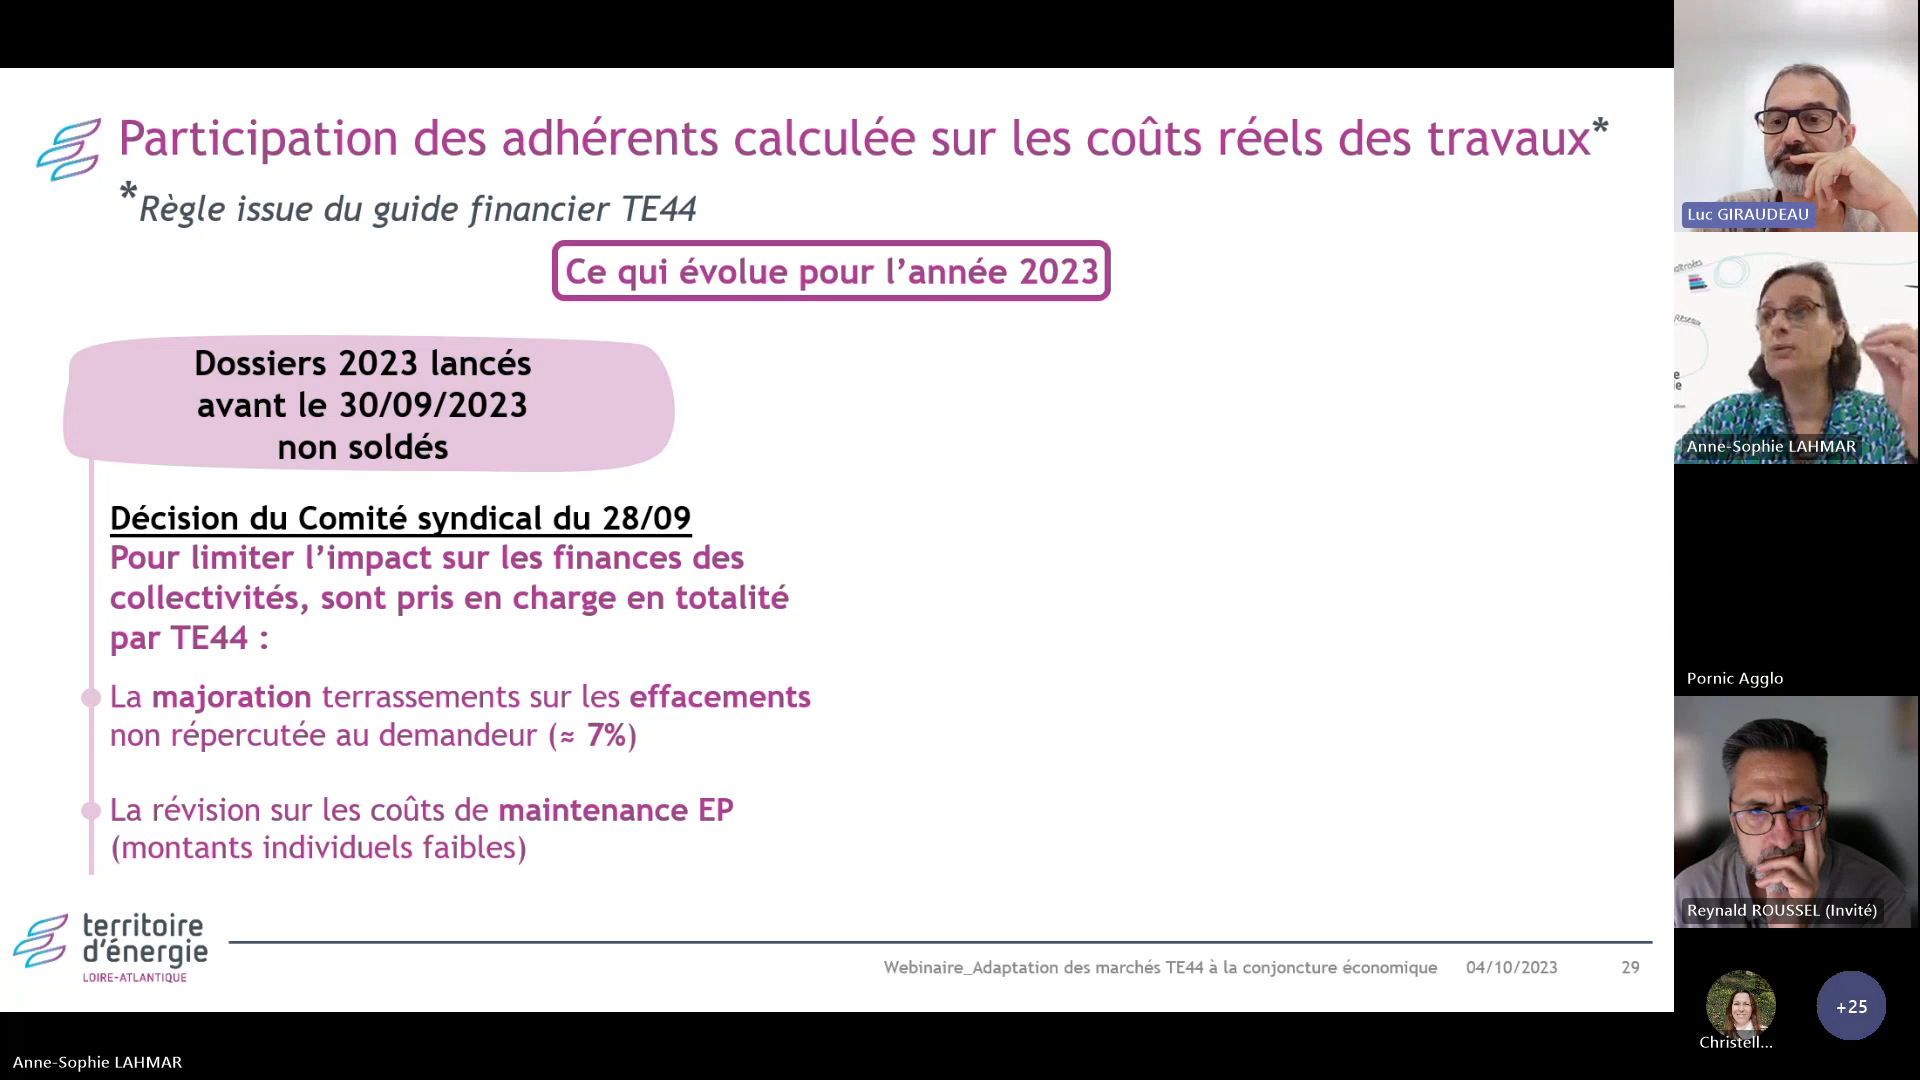 Participation des adhérents calculée sur les coûts réels des travaux*
*Règle issue du guide financier TE44
Ce qui évolue pour l’année 2023
Dossiers 2023 lancés
avant le 30/09/2023
non soldés
Décision du Comité syndical du 28/09
Pour limiter l’impact sur les finances des
collectivités, sont pris en charge en totalité
par TE44 :
La majoration terrassements sur les effacements
non répercutée au demandeur (≈ 7%)
La révision sur les coûts de maintenance EP
(montants individuels faibles)
territoire
d’énergie
LOIRE-ATLANTIQUE
Webinaire_Adaptation des marchés TE44 à la conjoncture économique
04/10/2023
29
Luc GIRAUDEAU
Anne-Sophie LAHMAR
Pornic Agglo
Reynald ROUSSEL (Invité)
Christell...
+25
Anne-Sophie LAHMAR